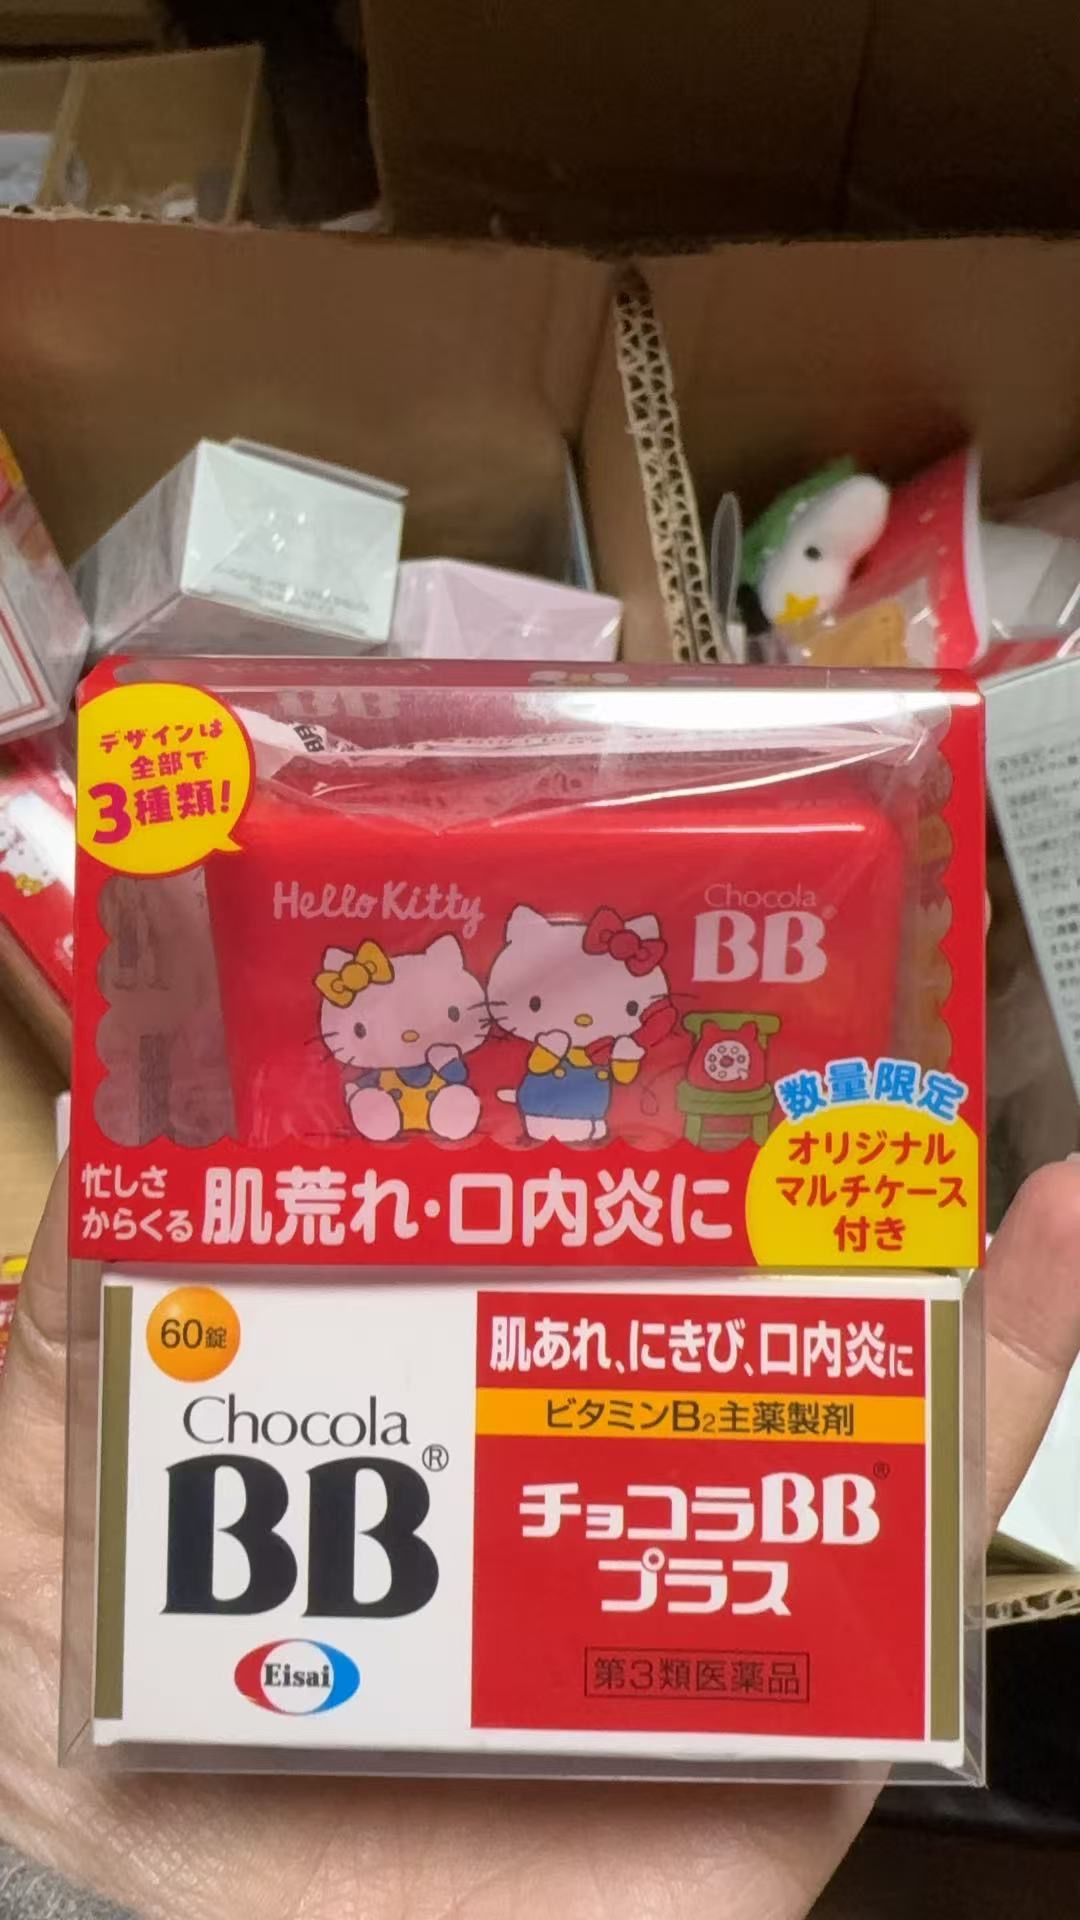 デザインは
全部で
3種類!
Hello Kitty
Chocola
BB®
数量限定
オリジナル
マルチケース
付き
忙しさ
からくる
肌荒れ・口内炎に
60錠
Chocola
BB®
Eisai
肌あれ、にきび、口内炎に
ビタミンB₂主薬製剤
チョコラBB®
プラス
第3類医薬品